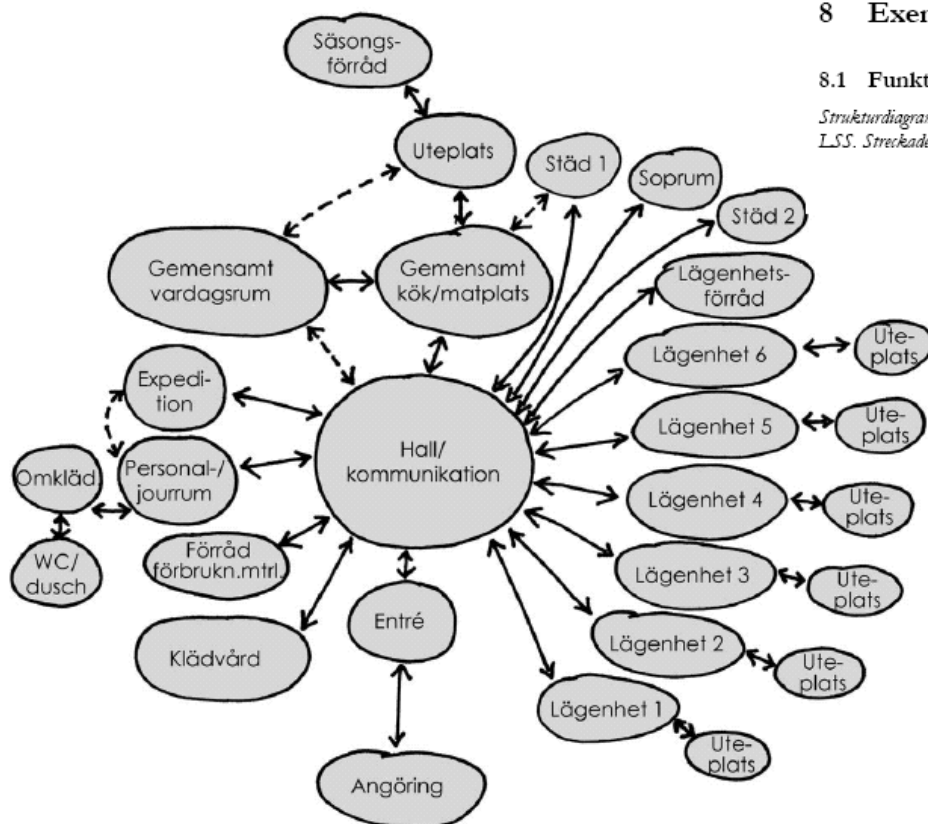 8 Exer
8.1 Funkt
Strukturdiagran
LSS. Streckade
Säsongs-
förråd
Uteplats
Städ 1
Soprum
Städ 2
Gemensamt
vardagsrum
Gemensamt
kök/matplats
Lägenhets-
förråd
Lägenhet 6
Ute-
plats
Expedi-
tion
Hall/
kommunikation
Lägenhet 5
Ute-
plats
Omkläd
Personal-/
jourrum
Lägenhet 4
Ute-
plats
WC/
dusch
Förråd
förbrukn.mtrl.
Lägenhet 3
Ute-
plats
Klädvård
Entré
Lägenhet 2
Ute-
plats
Lägenhet 1
Ute-
plats
Angöring